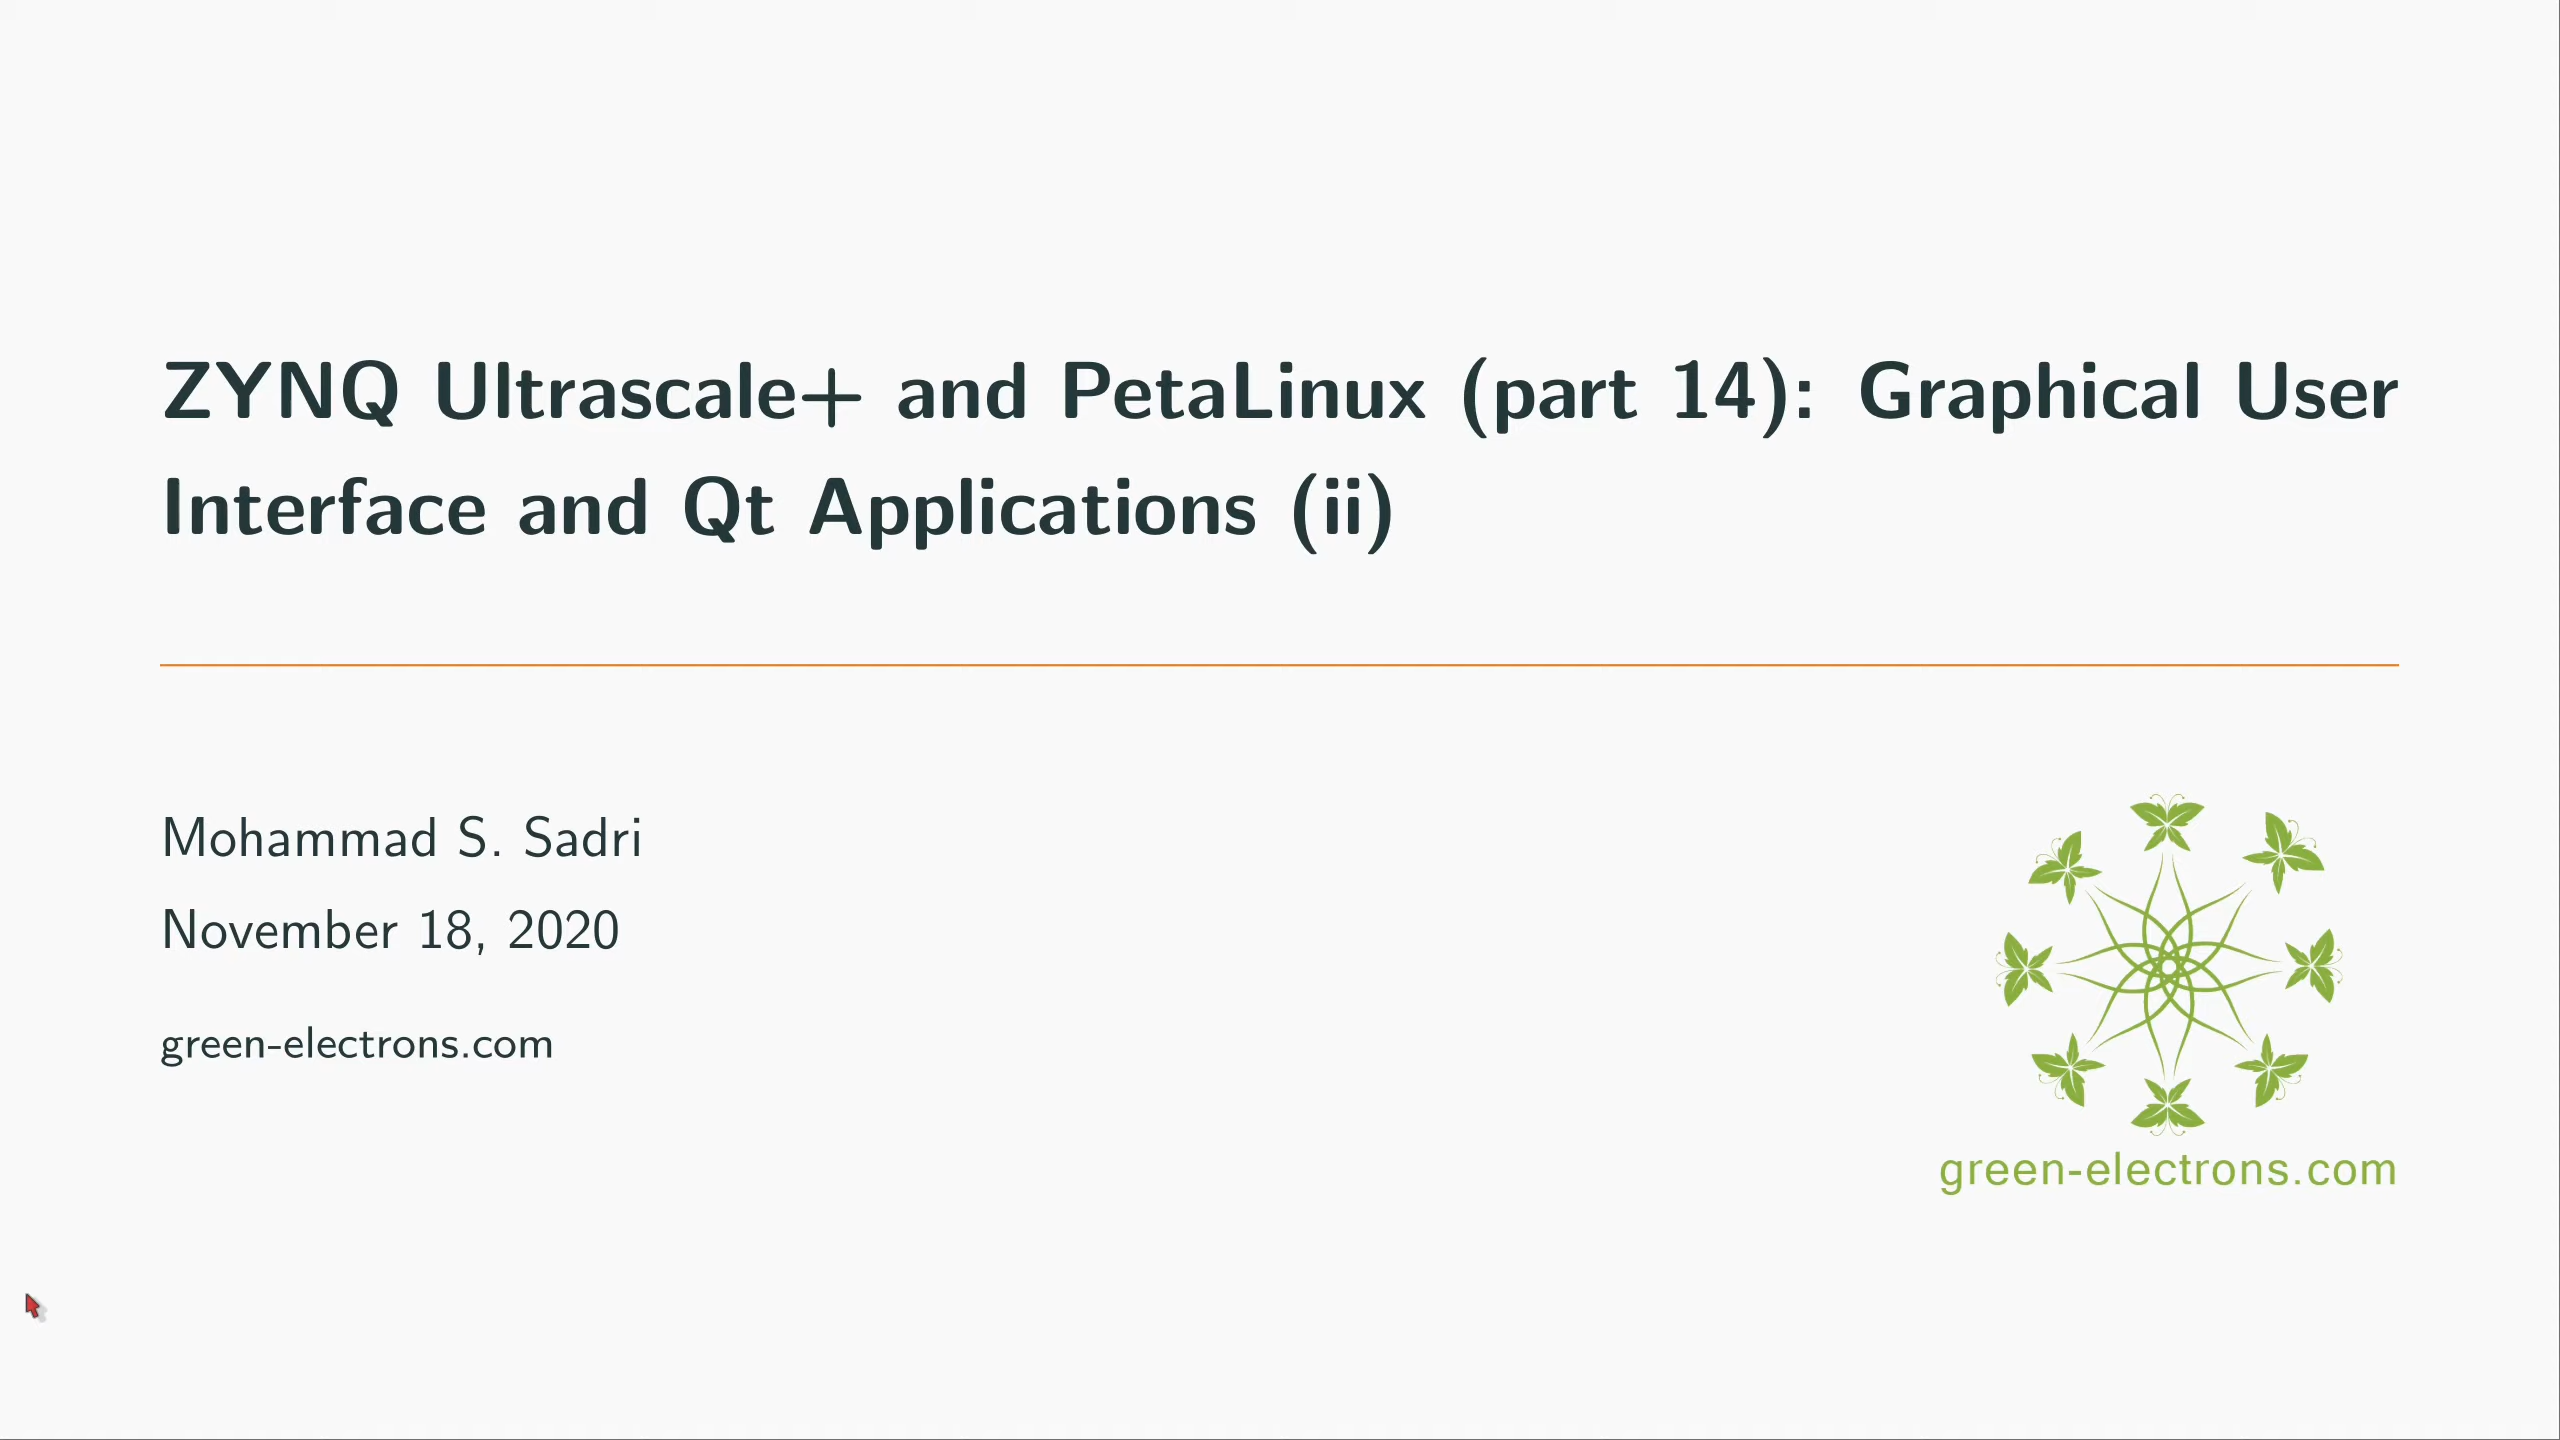 ZYNQ Ultrascale+ and PetaLinux (part 14): Graphical User
Interface and Qt Applications (ii)
Mohammad S. Sadri
November 18, 2020
green-electrons.com
green-electrons.com